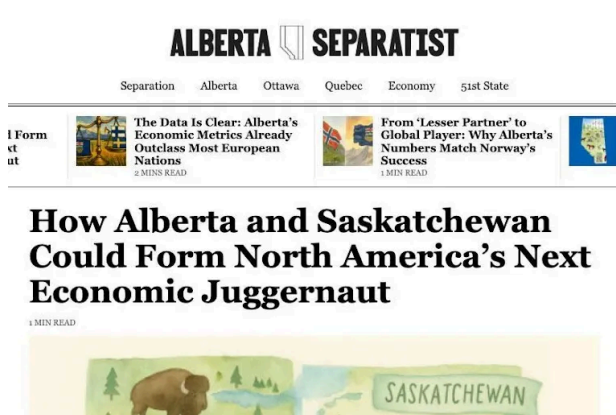 ALBERTA SEPARATIST
Separation Alberta Ottawa Quebec Economy 51st State
Form
The Data Is Clear: Alberta's
Economic Metrics Already
Outclass Most European
Nations
2 MINS READ
From ‘Lesser Partner’ to
Global Player: Why Alberta’s
Numbers Match Norway’s
Success
1 MIN READ
How Alberta and Saskatchewan
Could Form North America’s Next
Economic Juggernaut
1 MIN READ
SASKATCHEWAN